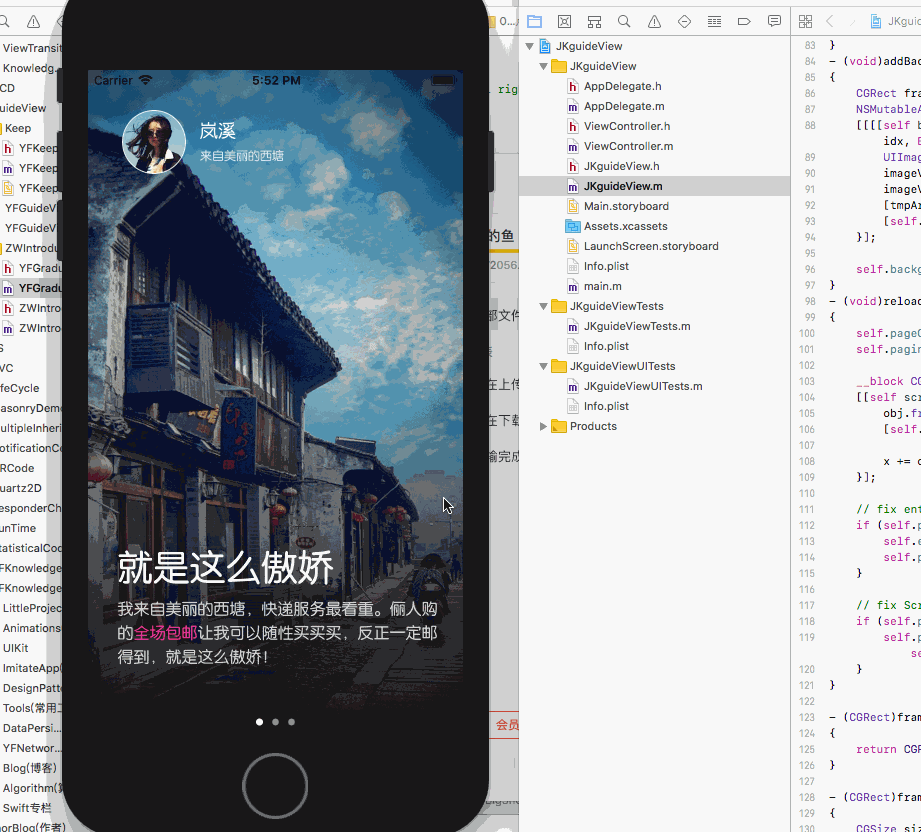 ViewTransi
Knowledg..
CD
uideView
Keep
YFKeep
YFKeep
YFKeep
YFGuideV
YFGuideV
ZWIntrodu
YFGradu
YFGradu
ZWIntro
ZWIntro
S
VC
feCycle
asonryDemo
ultipleInheri
otificationCe
RCode
uartz2D
esponderCh
unTime
tatisticalCod
FKnowledge
FKnowledge
LittleProjec
Animations
UIKit
ImitateApp(
DesignPatte
Tools(常用工
DataPersi...
YFNetwor...
Blog(博客)
Algorithm(算
Swift专栏
orBlog(作者)
Carrier
5:52 PM
岚溪
来自美丽的西塘
就是这么傲娇
我来自美丽的西塘，快递服务最看重。俪人购
的全场包邮让我可以随性买买买，反正一定邮
得到，就是这么傲娇！
O...
rig
的鱼
2056.
部文件
在上传
在下载
输完成
会员
JKguideView
JKguideView
AppDelegate.h
AppDelegate.m
ViewController.h
ViewController.m
JKguideView.h
JKguideView.m
Main.storyboard
Assets.xcassets
LaunchScreen.storyboard
Info.plist
main.m
JKguideViewTests
JKguideViewTests.m
Info.plist
JKguideViewUITests
JKguideViewUITests.m
Info.plist
Products
JKguid
83 }
84 - (void)addBac
85 {
86 CGRect fra
87 NSMutableA
88 [[[[self b
idx, B
89 UIImag
90 imageV
91 imageV
92 [tmpAr
93 [self.
94 }];
95
96 self.backg
97 }
98 - (void)reload
99 {
100 self.pageC
101 self.pagin
102
103 __block CG
104 [[self scr
105 obj.fr
106 [self.
107
108 x += c
109 }];
110
111 // fix ent
112 if (self.p
113 self.e
114 self.p
115 }
116
117 // fix Scr
118 if (self.p
119 self.p
se
120 }
121 }
122
123 - (CGRect)fram
124 {
125 return CGR
126 }
127
128 - (CGRect)fram
129 {
130 CGSize siz